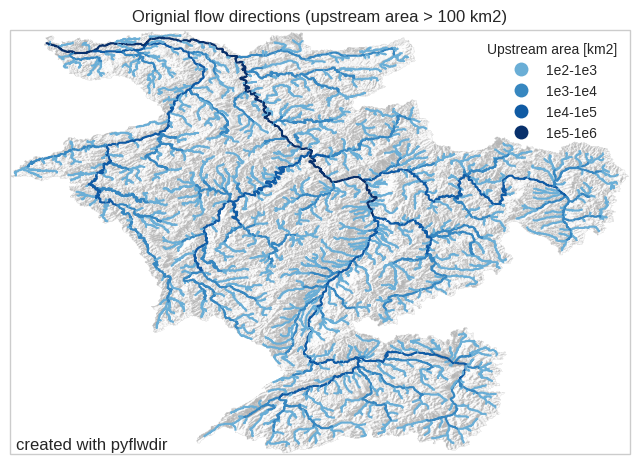 Orignial flow directions (upstream area > 100 km2)
Upstream area [km2]
1e2-1e3
1e3-1e4
1e4-1e5
1e5-1e6
created with pyflwdir